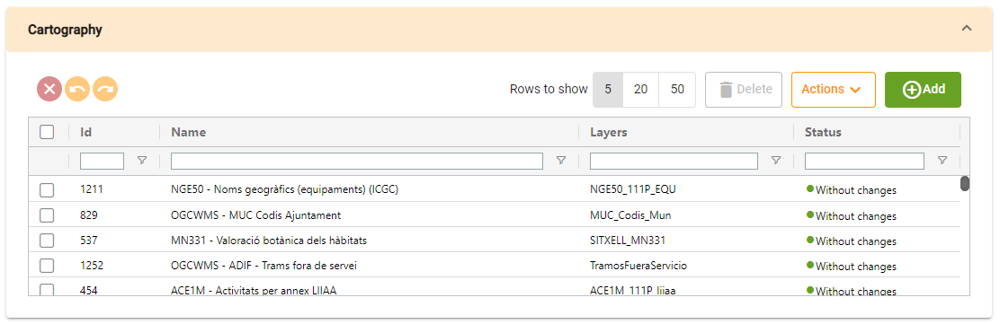 Cartography
Rows to show 5 20 50 Delete Actions Add
Id Name Layers Status
1211 NGE50 - Noms geogràfics (equipaments) (ICGC) NGE50_111P_EQU Without changes
829 OGCWMS - MUC Codis Ajuntament MUC_Codis_Mun Without changes
537 MN331 - Valoració botànica dels hàbitats SITXELL_MN331 Without changes
1252 OGCWMS - ADIF - Trams fora de servei TramosFueraServicio Without changes
454 ACE1M - Activitats per annex LIIAA ACE1M_111P_liiaa Without changes